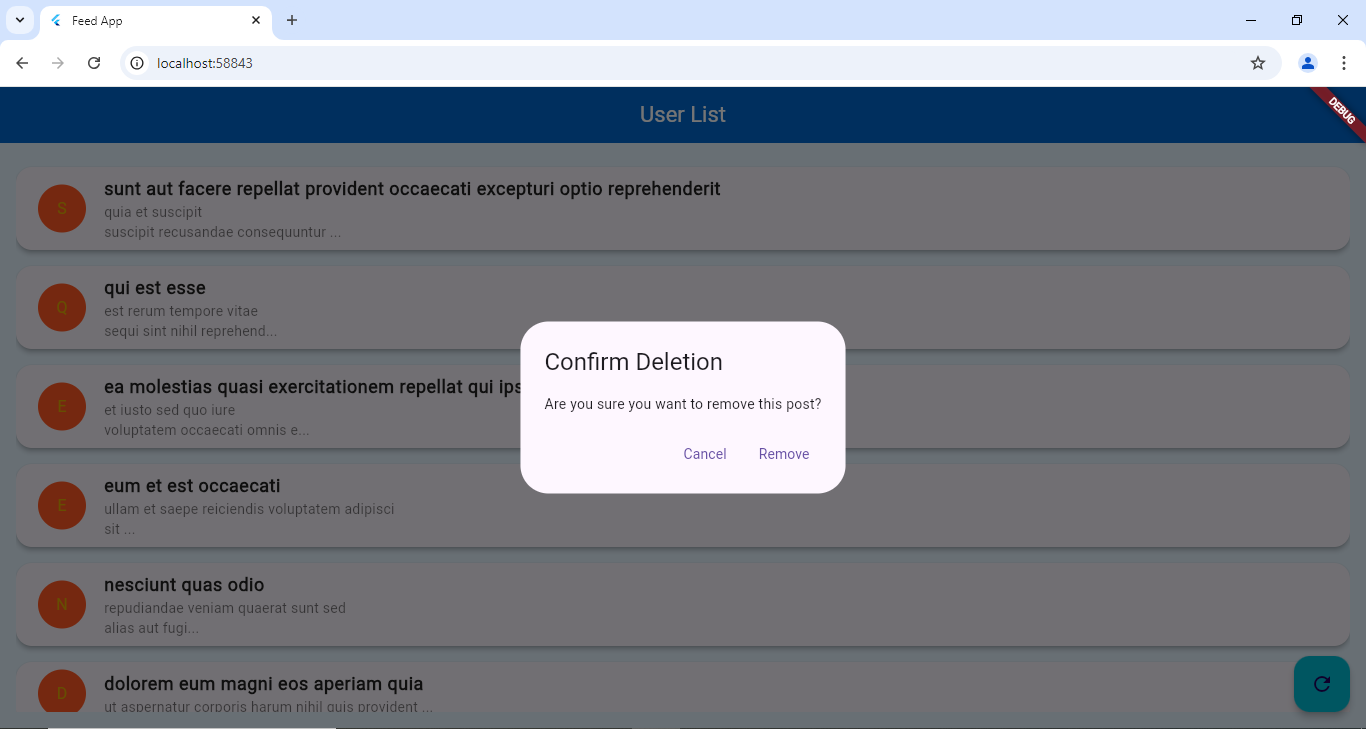 Feed App
localhost:58843
User List
DEBUG
S
sunt aut facere repellat provident occaecati excepturi optio reprehenderit
quia et suscipit
suscipit recusandae consequuntur ...
Q
qui est esse
est rerum tempore vitae
sequi sint nihil reprehend...
E
ea molestias quasi exercitationem repellat qui
et iusto sed quo iure
voluptatem occaecati omnis e...
Confirm Deletion
Are you sure you want to remove this post?
Cancel Remove
E
eum et est occaecati
ullam et saepe reiciendis voluptatem adipisci
sit ...
N
nesciunt quas odio
repudiandae veniam quaerat sunt sed
alias aut fugi...
D
dolorem eum magni eos aperiam quia
ut aspernatur corporis harum nihil quis provident ...